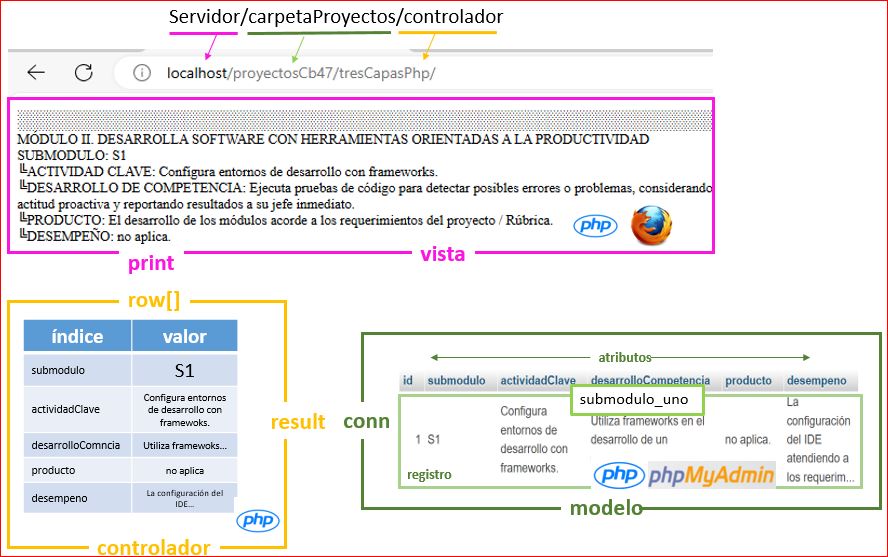 Servidor/carpetaProyectos/controlador
localhost/proyectosCb47/tresCapasPhp/
MÓDULO II. DESARROLLA SOFTWARE CON HERRAMIENTAS ORIENTADAS A LA PRODUCTIVIDAD
SUBMODULO: S1
╚ACTIVIDAD CLAVE: Configura entornos de desarrollo con frameworks.
╚DESARROLLO DE COMPETENCIA: Ejecuta pruebas de código para detectar posibles errores o problemas, considerando
actitud proactiva y reportando resultados a su jefe inmediato.
╚PRODUCTO: El desarrollo de los módulos acorde a los requerimientos del proyecto / Rúbrica.
╚DESEMPEÑO: no aplica.
php
print
vista
row[]
índice valor
submodulo S1
actividadClave Configura entornos
de desarrollo con
framewoks.
desarrolloComncia Utiliza framewoks...
producto no aplica
desempeno La configuración del
IDE...
php
result
controlador
conn
atributos
id submodulo actividadClave desarrolloCompetencia producto desempeno
submodulo_uno
1 S1
Configura
entornos de
desarrollo con
frameworks.
Utiliza frameworks en el
desarrollo de un
no aplica.
La
configuración
del IDE
atendiendo a
los requerim...
registro
php phpMyAdmin
modelo